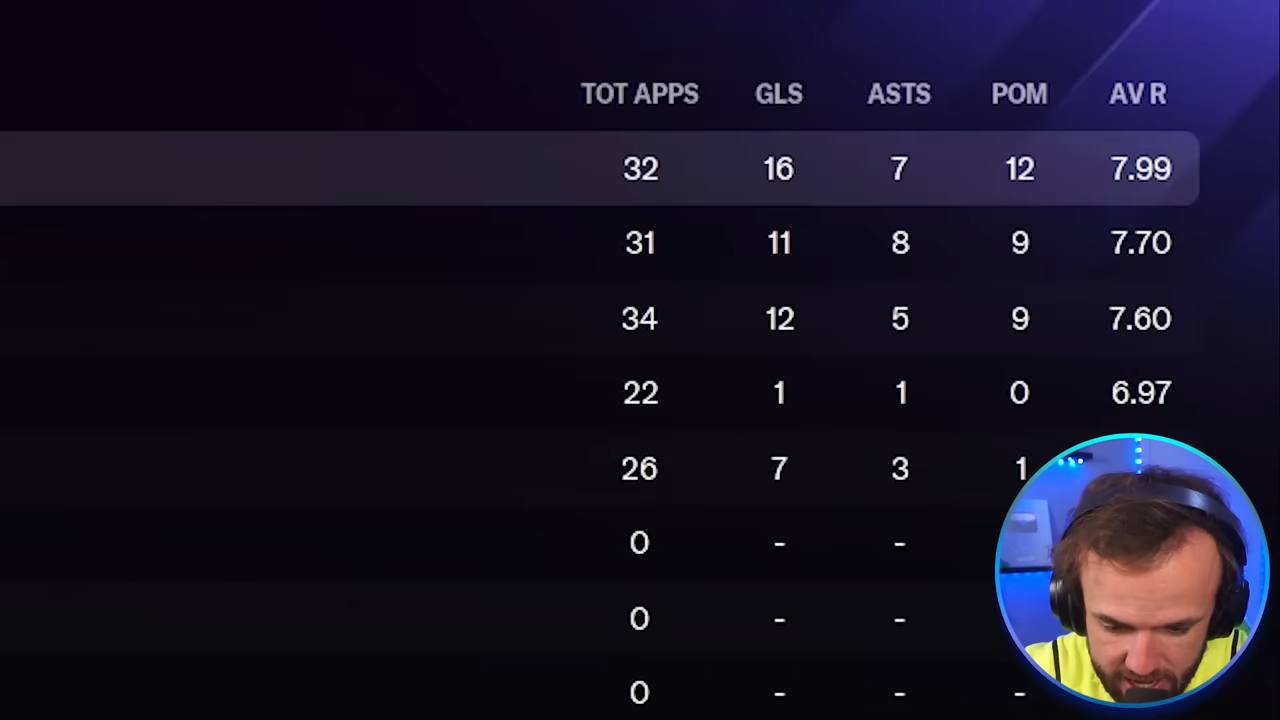 TOT APPS GLS ASTS POM AV R
32 16 7 12 7.99
31 11 8 9 7.70
34 12 5 9 7.60
22 1 1 0 6.97
26 7 3 1
0 - -
0 - -
0 - - -